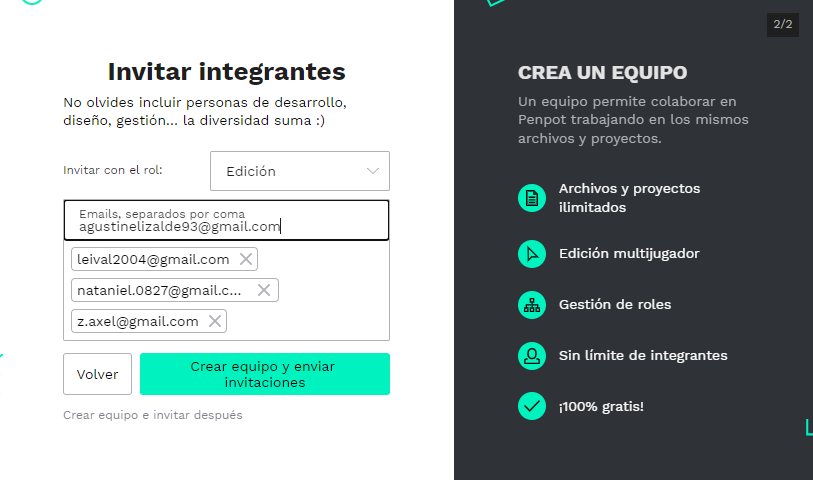 Invitar integrantes
No olvides incluir personas de desarrollo,
diseño, gestión... la diversidad suma :)
Invitar con el rol:
Edición
Emails, separados por coma
agustinelizalde93@gmail.com
leival2004@gmail.com
nataniel.0827@gmail.c...
z.axel@gmail.com
Volver
Crear equipo y enviar
invitaciones
Crear equipo e invitar después
2/2
CREA UN EQUIPO
Un equipo permite colaborar en
Penpot trabajando en los mismos
archivos y proyectos.
Archivos y proyectos
ilimitados
Edición multijugador
Gestión de roles
Sin límite de integrantes
¡100% gratis!